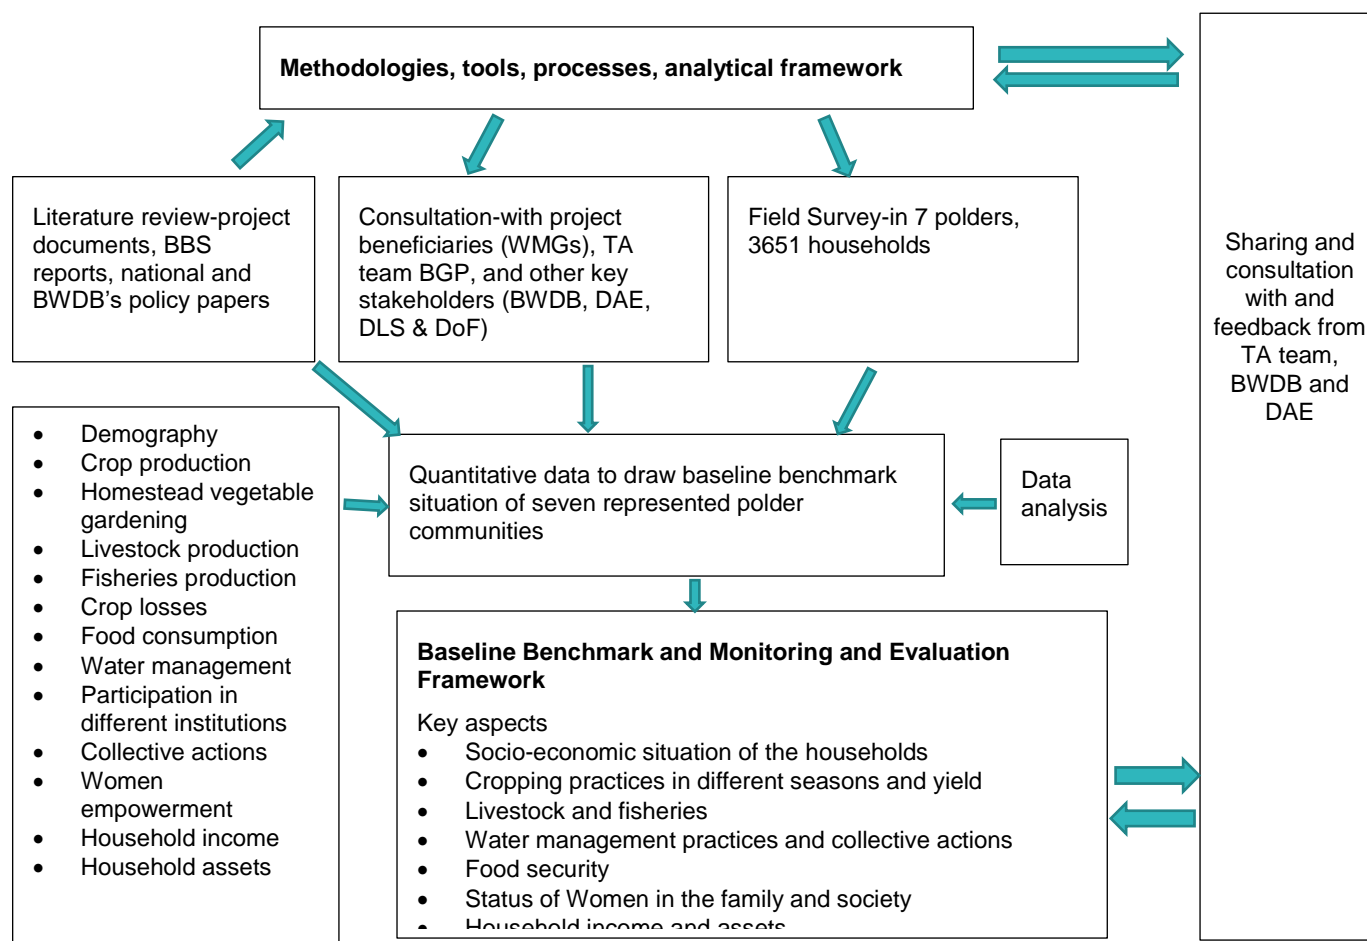 Methodologies, tools, processes, analytical framework
Literature review-project
documents, BBS
reports, national and
BWDB’s policy papers
Consultation-with project
beneficiaries (WMGs), TA
team BGP, and other key
stakeholders (BWDB, DAE,
DLS & DoF)
Field Survey-in 7 polders,
3651 households
Sharing and
consultation
with and
feedback from
TA team,
BWDB and
DAE
• Demography
• Crop production
• Homestead vegetable
gardening
• Livestock production
• Fisheries production
• Crop losses
• Food consumption
• Water management
• Participation in
different institutions
• Collective actions
• Women
empowerment
• Household income
• Household assets
Quantitative data to draw baseline benchmark
situation of seven represented polder
communities
Data
analysis
Baseline Benchmark and Monitoring and Evaluation
Framework
Key aspects
• Socio-economic situation of the households
• Cropping practices in different seasons and yield
• Livestock and fisheries
• Water management practices and collective actions
• Food security
• Status of Women in the family and society
• Household income and assets